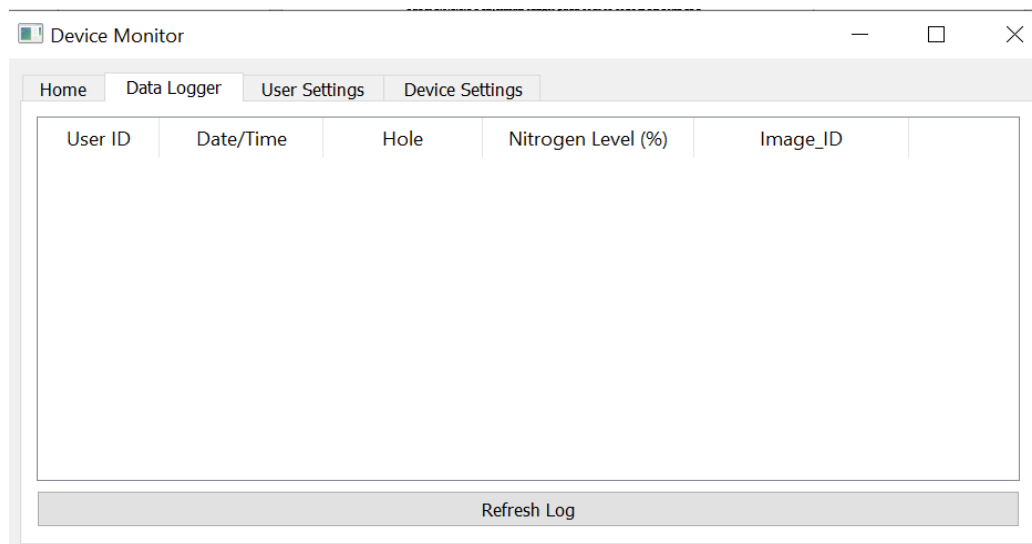 Device Monitor
Home Data Logger User Settings Device Settings
User ID Date/Time Hole Nitrogen Level (%) Image_ID
Refresh Log